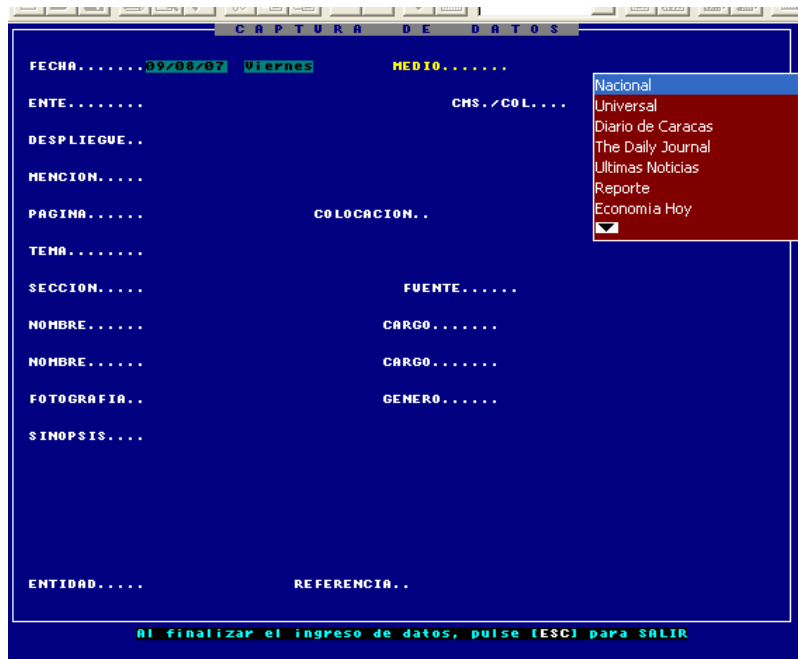 CAPTURA DE DATOS
FECHA.......09/08/07 Viernes MEDIO.......
Nacional
ENTE........ CMS./COL....
Universal
Diario de Caracas
DESPLIEGUE..
The Daily Journal
Ultimas Noticias
MENCION.....
Reporte
Economia Hoy
PAGINA...... COLOCACION..
TEMA........
SECCION..... FUENTE......
NOMBRE...... CARGO.......
NOMBRE...... CARGO.......
FOTOGRAFIA.. GENERO......
SINOPSIS....
ENTIDAD..... REFERENCIA..
Al finalizar el ingreso de datos, pulse [ESC] para SALIR